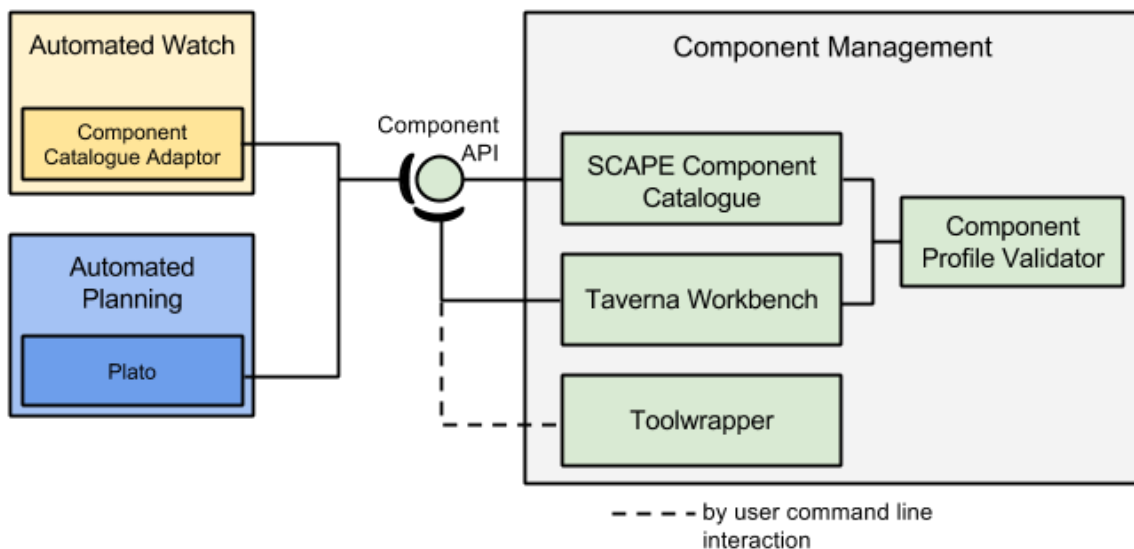 Automated Watch
Component
Catalogue Adaptor
Automated
Planning
Plato
Component
API
Component Management
SCAPE Component
Catalogue
Taverna Workbench
Toolwrapper
Component
Profile Validator
by user command line
interaction